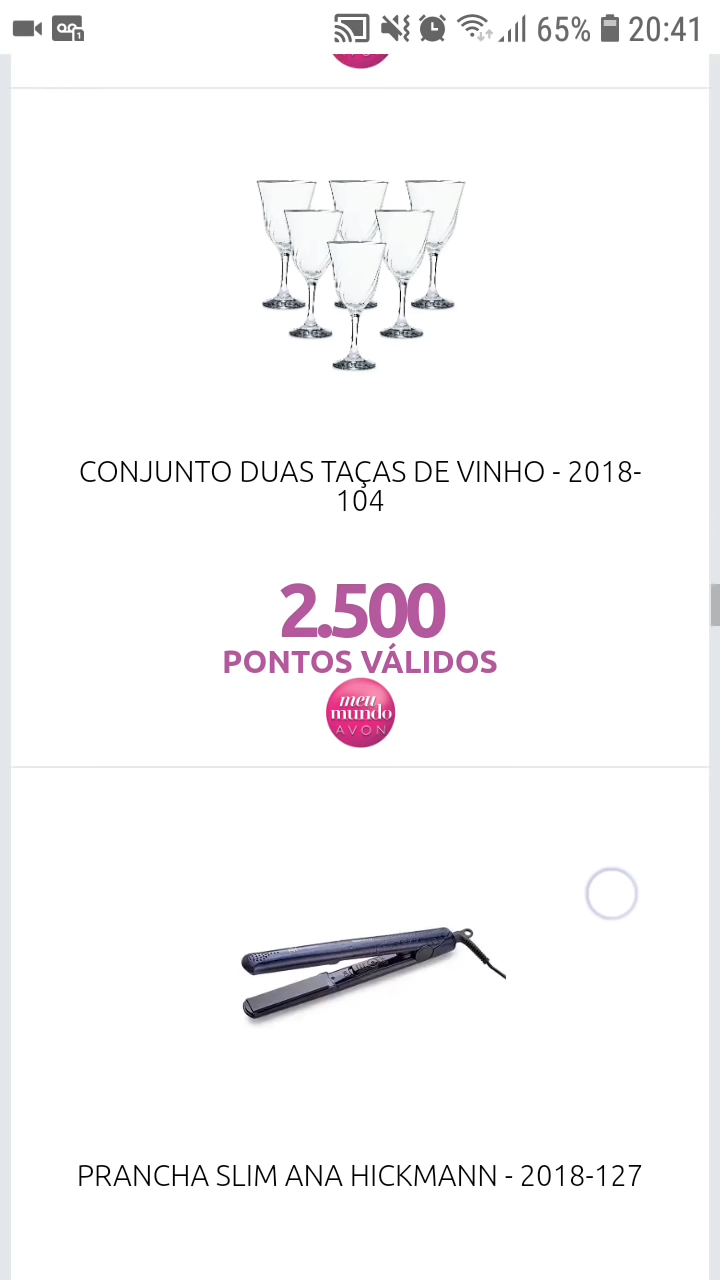 1
65%
20:41
CONJUNTO DUAS TAÇAS DE VINHO - 2018-
104
2.500
PONTOS VÁLIDOS
meu
mundo
AVON
PRANCHA SLIM ANA HICKMANN - 2018-127